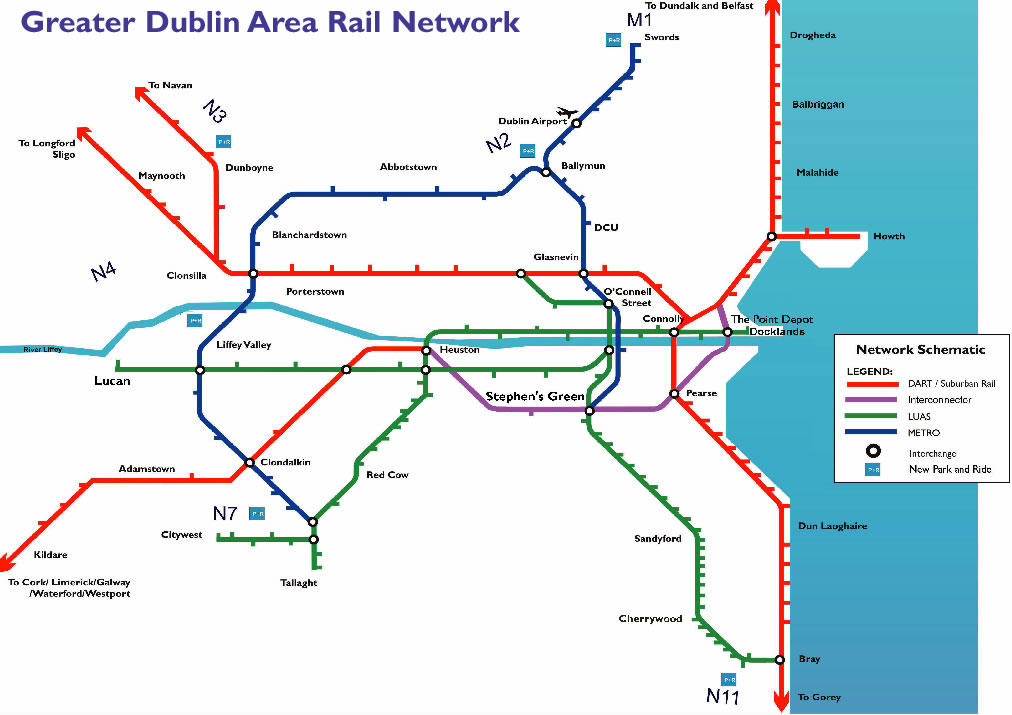 Greater Dublin Area Rail Network
To Dundalk and Belfast
M1
P+R
Swords
Drogheda
To Navan
N3
Balbriggan
Dublin Airport
To Longford
Sligo
P+R
N2
P+R
Maynooth
Dunboyne
Abbotstown
Ballymun
Malahide
Blanchardstown
DCU
Howth
N4
Clonsilla
Glasnevin
Porterstown
O'Connell
Street
P+R
Connolly
The Point Depot
Docklands
River Liffey
Liffey Valley
Heuston
Lucan
Stephen's Green
Pearse
Network Schematic
LEGEND:
DART / Suburban Rail
Interconnector
LUAS
METRO
Interchange
P+R
New Park and Ride
Adamstown
Clondalkin
Red Cow
N7
P+R
Citywest
Dun Laoghaire
Sandyford
Kildare
Tallaght
To Cork/ Limerick/Galway
/Waterford/Westport
Cherrywood
Bray
P+R
N11
To Gorey